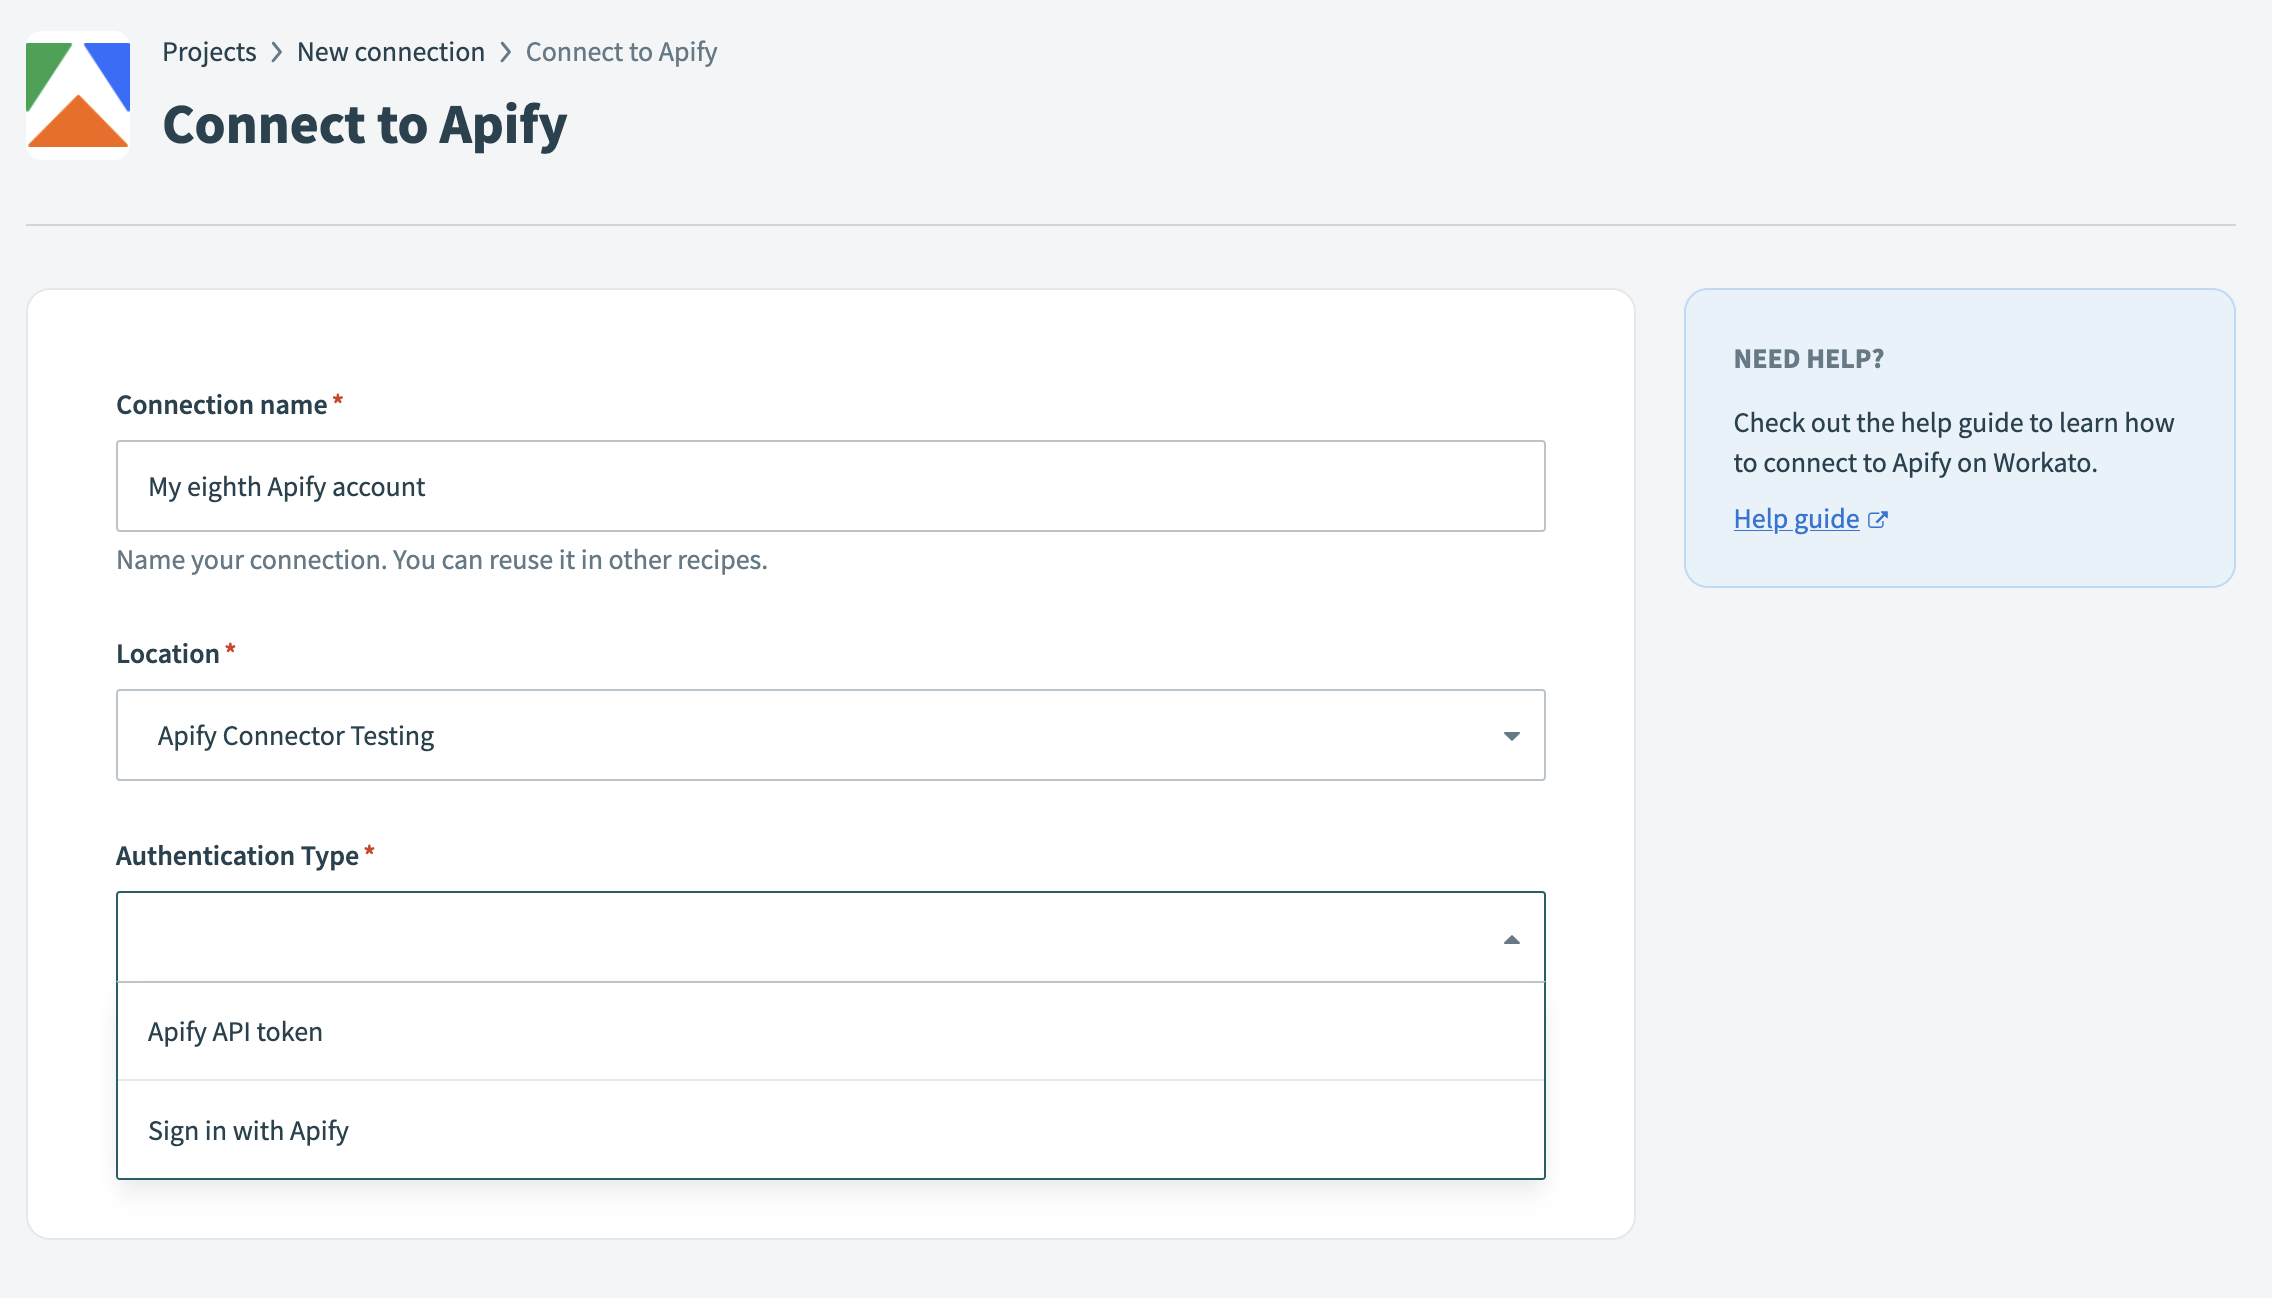 Projects > New connection > Connect to Apify
Connect to Apify
Connection name *
My eighth Apify account
Name your connection. You can reuse it in other recipes.
Location *
Apify Connector Testing
Authentication Type *
Apify API token
Sign in with Apify
NEED HELP?
Check out the help guide to learn how
to connect to Apify on Workato.
Help guide